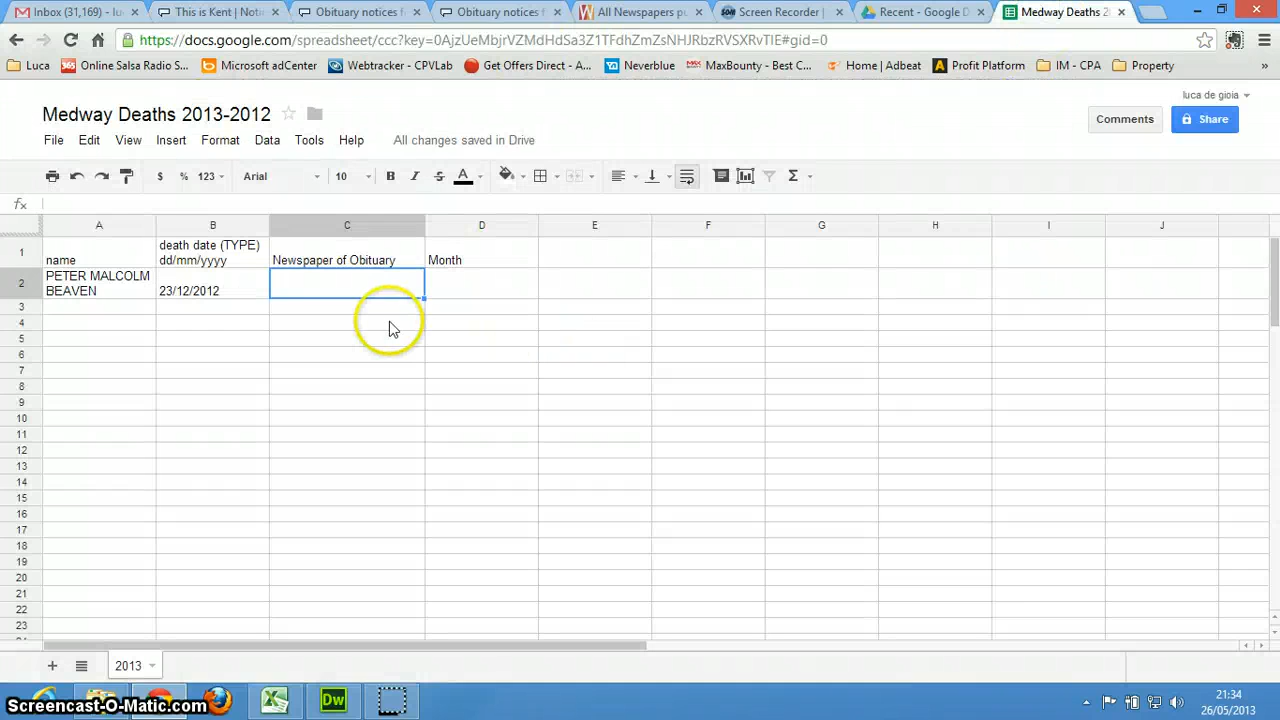 Inbox (31,169) - lu
This is Kent | Notin
Obituary notices f
Obituary notices f
All Newspapers pu
Screen Recorder |
Recent - Google D
Medway Deaths 2
https://docs.google.com/spreadsheet/ccc?key=0AjzUeMbjrVZMdHdSa3Z1TFdhZmZsNHJRbzRVSXRvTlE#gid=0
Luca
Online Salsa Radio S...
Microsoft adCenter
Webtracker - CPVLab
Get Offers Direct - A...
Neverblue
MaxBounty - Best C...
Home | Adbeat
Profit Platform
IM - CPA
Property
»
luca de gioia
Medway Deaths 2013-2012
Comments
Share
File Edit View Insert Format Data Tools Help All changes saved in Drive
$ % 123 Arial 10 B I S A Σ
fx
A B C D E F G H I J
1
name
death date (TYPE)
dd/mm/yyyy
Newspaper of Obituary
Month
2
PETER MALCOLM
BEAVEN
23/12/2012
3
4
5
6
7
8
9
10
11
12
13
14
15
16
17
18
19
20
21
22
23
+ 2013
Screencast-O-Matic.com
Dw
21:34
26/05/2013